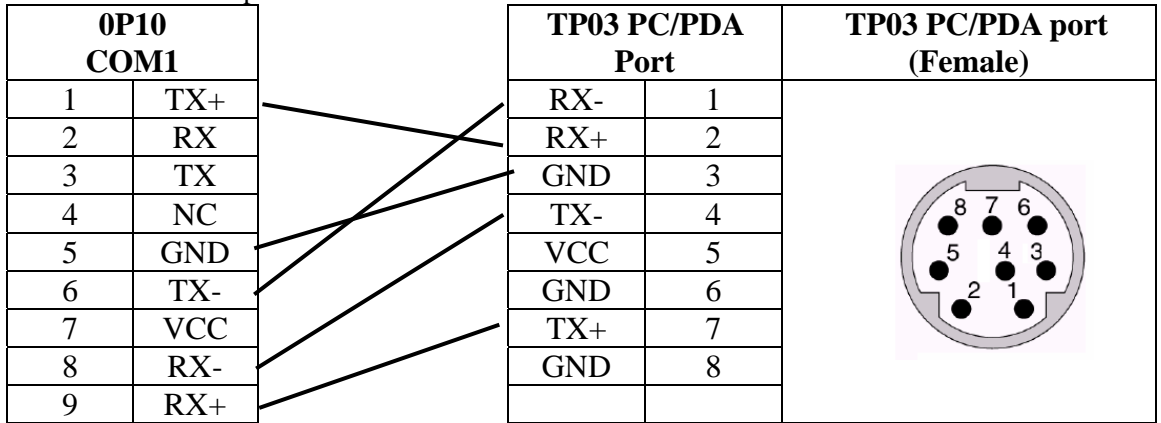 0P10 COM1 TP03 PC/PDA Port TP03 PC/PDA port (Female)
1 TX+ RX- 1
2 RX RX+ 2
3 TX GND 3
4 NC TX- 4
5 GND VCC 5
6 TX- GND 6
7 VCC TX+ 7
8 RX- GND 8
9 RX+
8 7 6
5 4 3
2 1